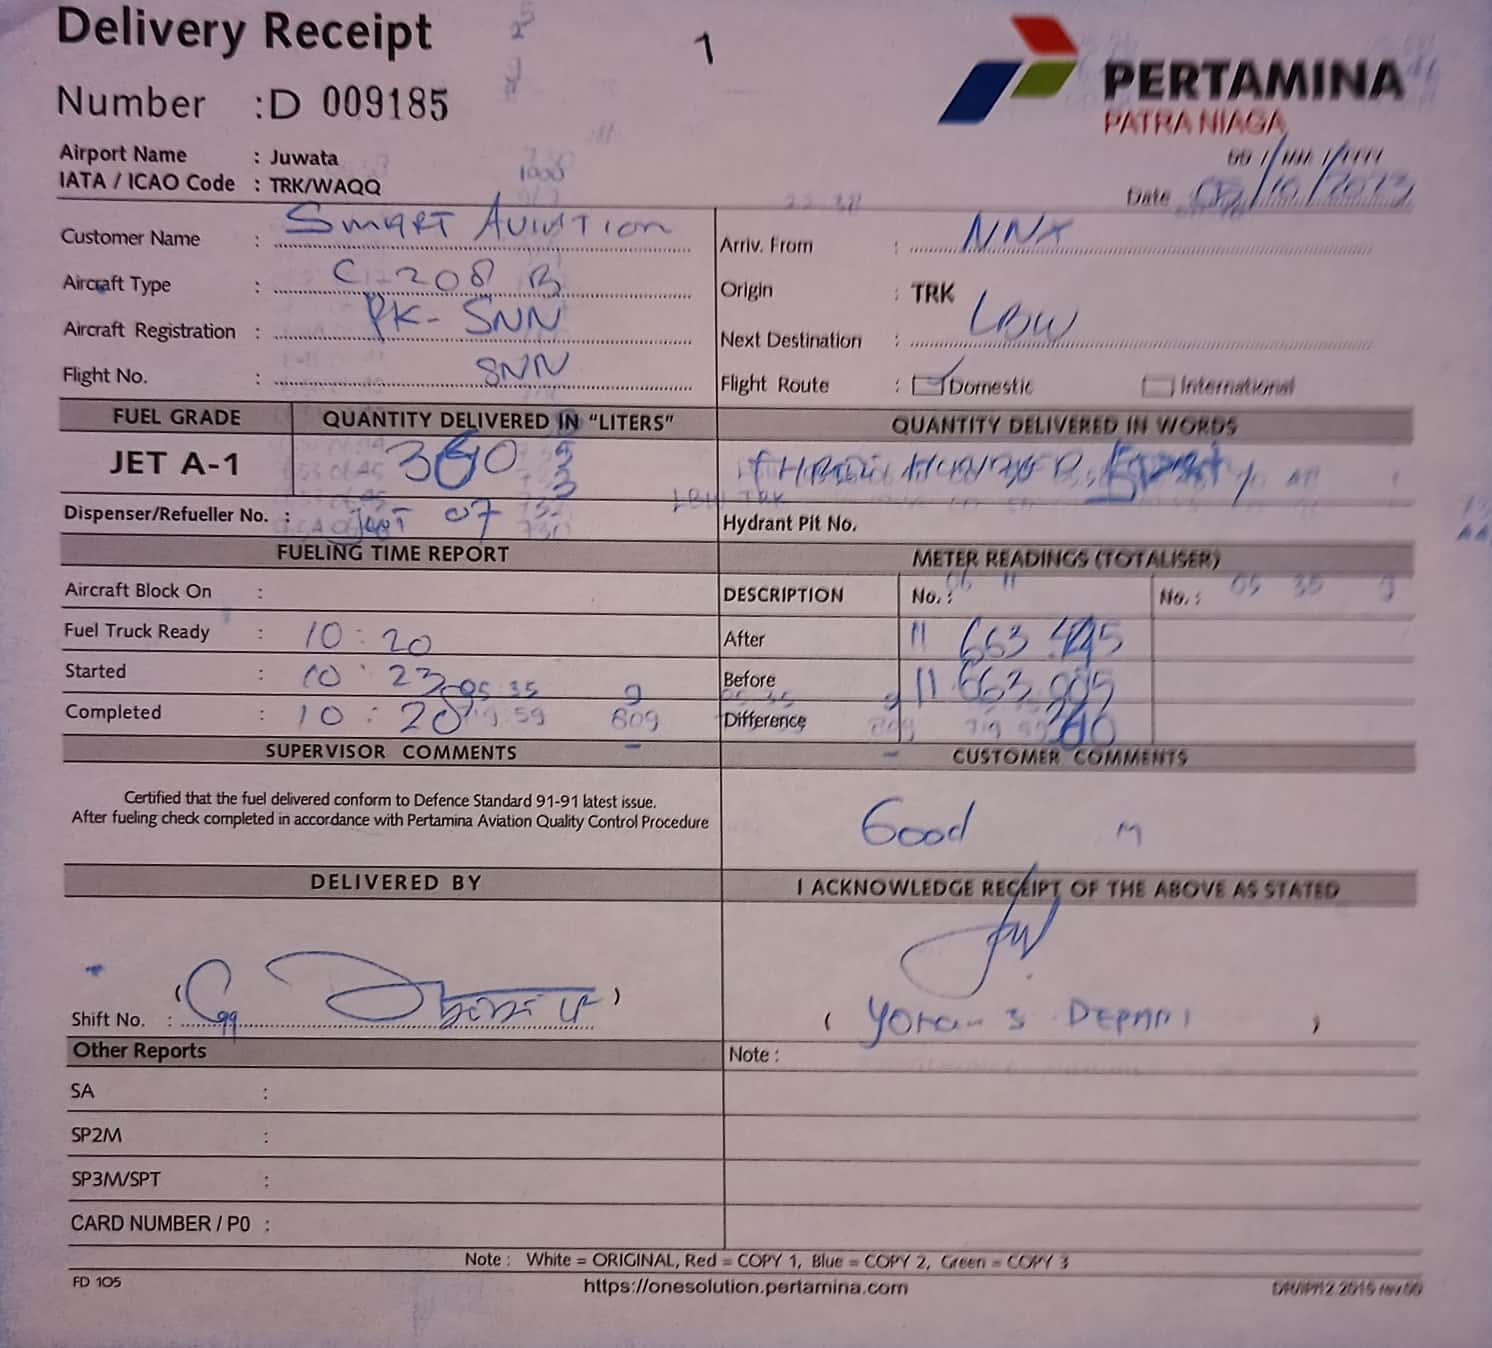 Delivery Receipt
1
Number : D 009185
PERTAMINA
PATRA NIAGA
Airport Name : Juwata
IATA / ICAO Code : TRK/WAQQ
Date /10/2023
Customer Name : SMART AVIATION
Arriv. From : NNX
Aircraft Type : C-208 B
Origin : TRK
Aircraft Registration : PK-SNN
Next Destination : LBW
Flight No. : SNN
Flight Route : Domestic International
FUEL GRADE QUANTITY DELIVERED IN "LITERS" QUANTITY DELIVERED IN WORDS
JET A-1
Dispenser/Refueller No. : 07
Hydrant Pit No.
FUELING TIME REPORT METER READINGS (TOTALISER)
Aircraft Block On :
DESCRIPTION No. : No. :
Fuel Truck Ready : 10:20
After 11 663
Started : 10:23
Before 11 663
Completed : 10:20
Difference
SUPERVISOR COMMENTS CUSTOMER COMMENTS
Certified that the fuel delivered conform to Defence Standard 91-91 latest issue.
After fueling check completed in accordance with Pertamina Aviation Quality Control Procedure
Good
DELIVERED BY I ACKNOWLEDGE RECEIPT OF THE ABOVE AS STATED
Shift No. :
Other Reports
Note :
SA :
SP2M :
SP3M/SPT :
CARD NUMBER / P0 :
Note : White = ORIGINAL, Red = COPY 1, Blue = COPY 2, Green = COPY 3
FD 105
https://onesolution.pertamina.com